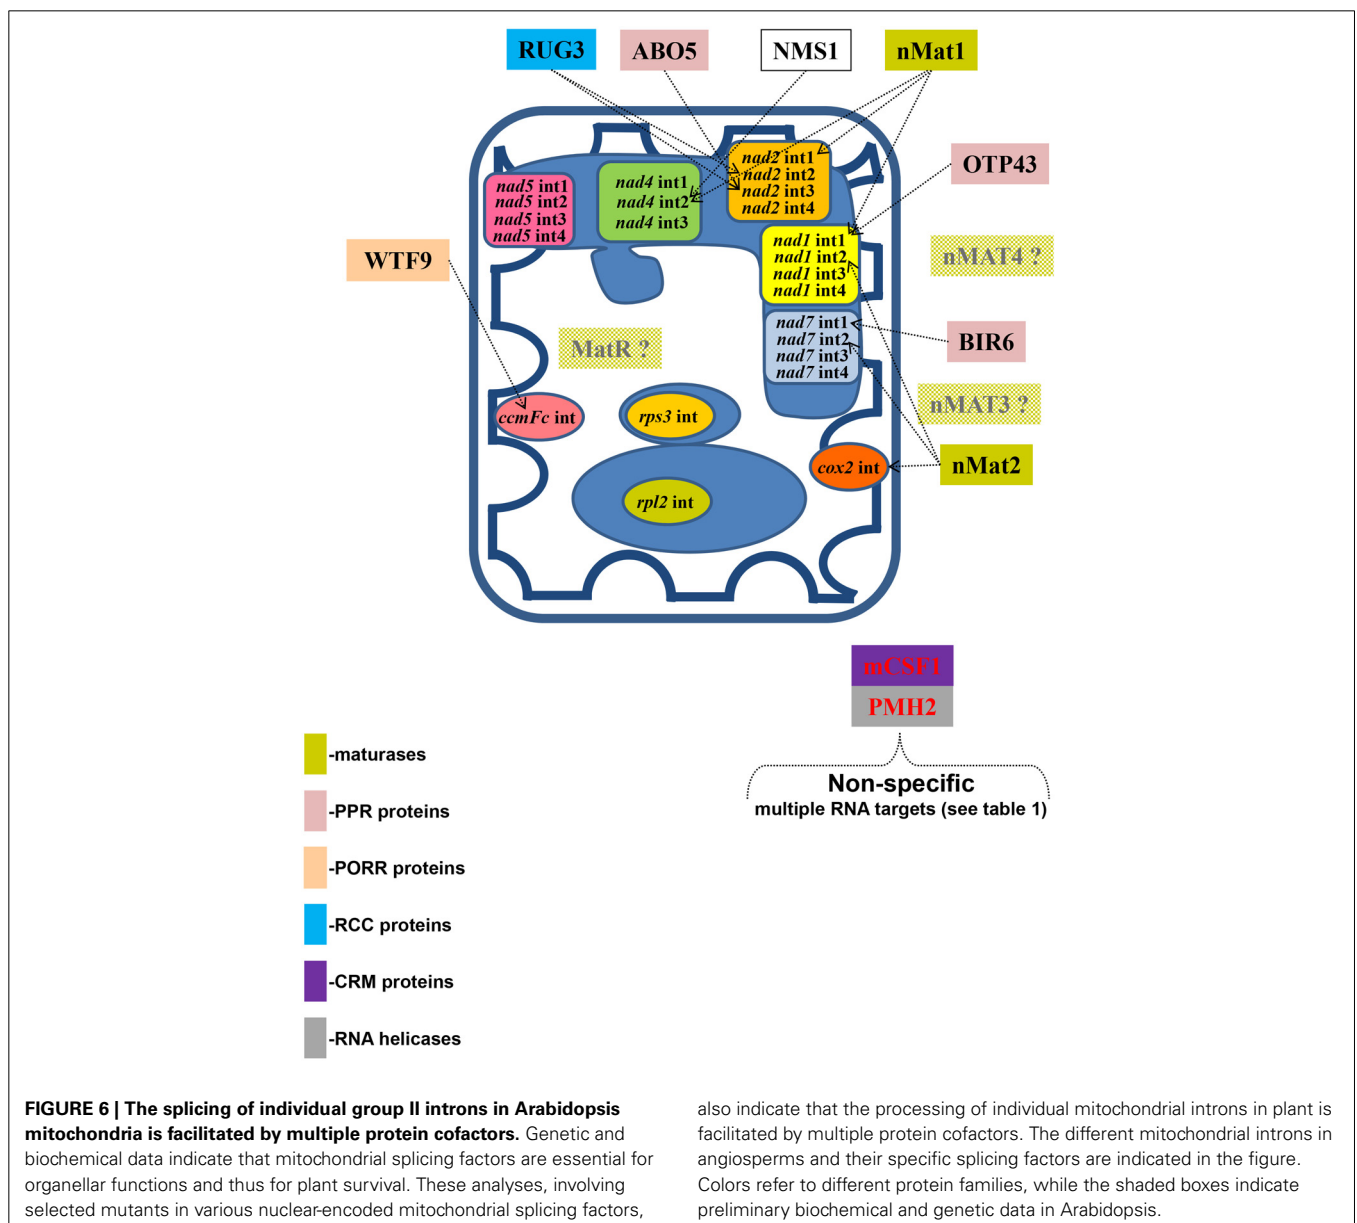 RUG3
ABO5
NMS1
nMat1
OTP43
nad2 int1
nad2 int2
nad2 int3
nad2 int4
nad5 int1
nad5 int2
nad5 int3
nad5 int4
nad4 int1
nad4 int2
nad4 int3
nad1 int1
nad1 int2
nad1 int3
nad1 int4
WTF9
nMAT4 ?
nad7 int1
nad7 int2
nad7 int3
nad7 int4
BIR6
MatR ?
nMAT3 ?
ccmFc int
rps3 int
cox2 int
nMat2
rpl2 int
mCSF1
PMH2
Non-specific
multiple RNA targets (see table 1)
-maturases
-PPR proteins
-PORR proteins
-RCC proteins
-CRM proteins
-RNA helicases
FIGURE 6 | The splicing of individual group II introns in Arabidopsis
mitochondria is facilitated by multiple protein cofactors. Genetic and
biochemical data indicate that mitochondrial splicing factors are essential for
organellar functions and thus for plant survival. These analyses, involving
selected mutants in various nuclear-encoded mitochondrial splicing factors,
also indicate that the processing of individual mitochondrial introns in plant is
facilitated by multiple protein cofactors. The different mitochondrial introns in
angiosperms and their specific splicing factors are indicated in the figure.
Colors refer to different protein families, while the shaded boxes indicate
preliminary biochemical and genetic data in Arabidopsis.